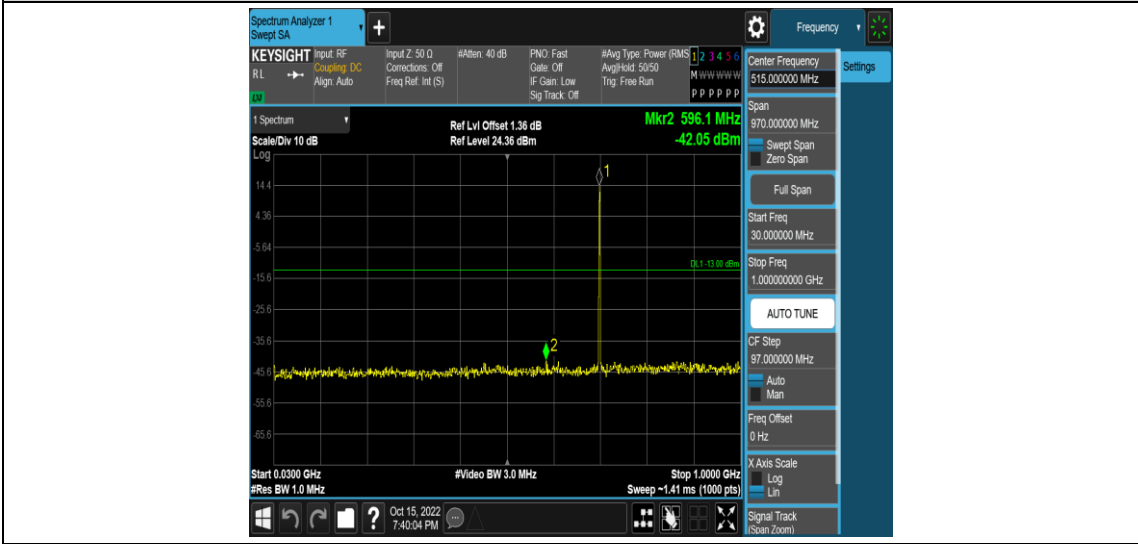 Spectrum Analyzer 1
Swept SA
Frequency
KEYSIGHT
RL
Input: RF
Coupling: DC
Align: Auto
Input Z: 50 Ω
Corrections: Off
Freq Ref: Int (S)
#Atten: 40 dB
PNO: Fast
Gate: Off
IF Gain: Low
Sig Track: Off
#Avg Type: Power (RMS
Avg|Hold: 50/50
Trig: Free Run
1 2 3 4 5 6
M W W W W W
P P P P P P
1 Spectrum
Scale/Div 10 dB
Log
Ref Lvl Offset 1.36 dB
Ref Level 24.36 dBm
Mkr2 596.1 MHz
-42.05 dBm
14.4
4.36
-5.64
-15.6
-25.6
-35.6
-45.6
-55.6
-65.6
1
2
DL1 -13.00 dBm
Start 0.0300 GHz
#Res BW 1.0 MHz
#Video BW 3.0 MHz
Stop 1.0000 GHz
Sweep ~1.41 ms (1000 pts)
Oct 15, 2022
7:40:04 PM
Center Frequency
515.000000 MHz
Settings
Span
970.000000 MHz
Swept Span
Zero Span
Full Span
Start Freq
30.000000 MHz
Stop Freq
1.000000000 GHz
AUTO TUNE
CF Step
97.000000 MHz
Auto
Man
Freq Offset
0 Hz
X Axis Scale
Log
Lin
Signal Track
(Span Zoom)